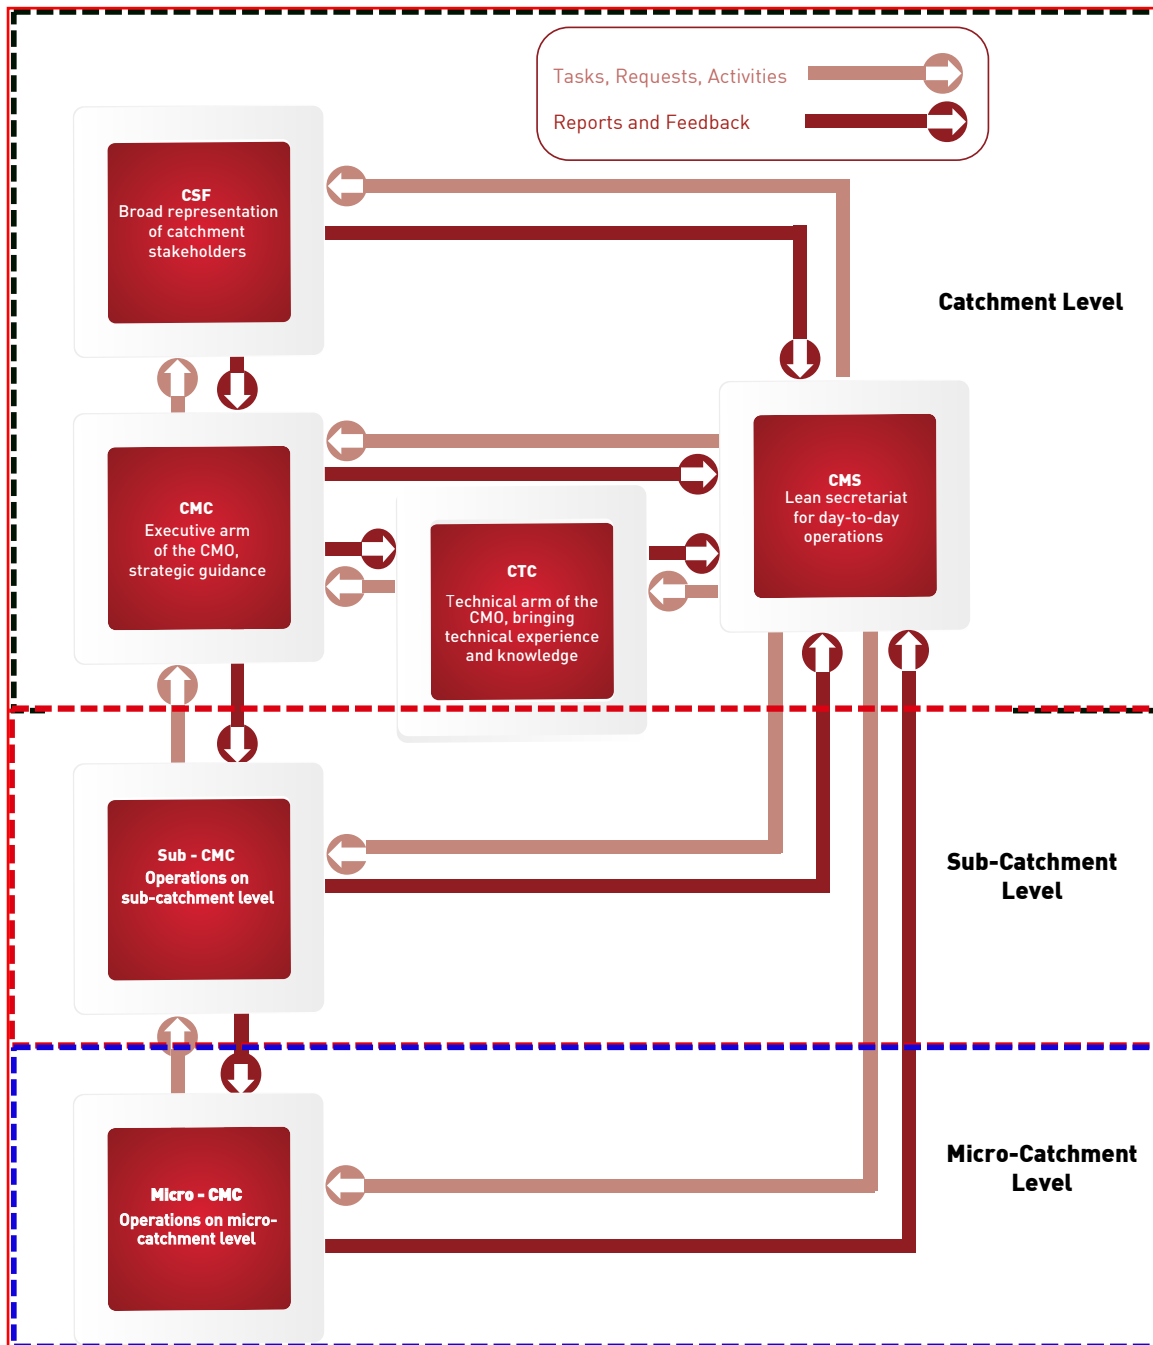 Tasks, Requests, Activities
Reports and Feedback
CSF
Broad representation
of catchment
stakeholders
Catchment Level
CMC
Executive arm
of the CMO,
strategic guidance
CTC
Technical arm of the
CMO, bringing
technical experience
and knowledge
CMS
Lean secretariat
for day-to-day
operations
Sub - CMC
Operations on
sub-catchment level
Sub-Catchment
Level
Micro - CMC
Operations on micro-
catchment level
Micro-Catchment
Level